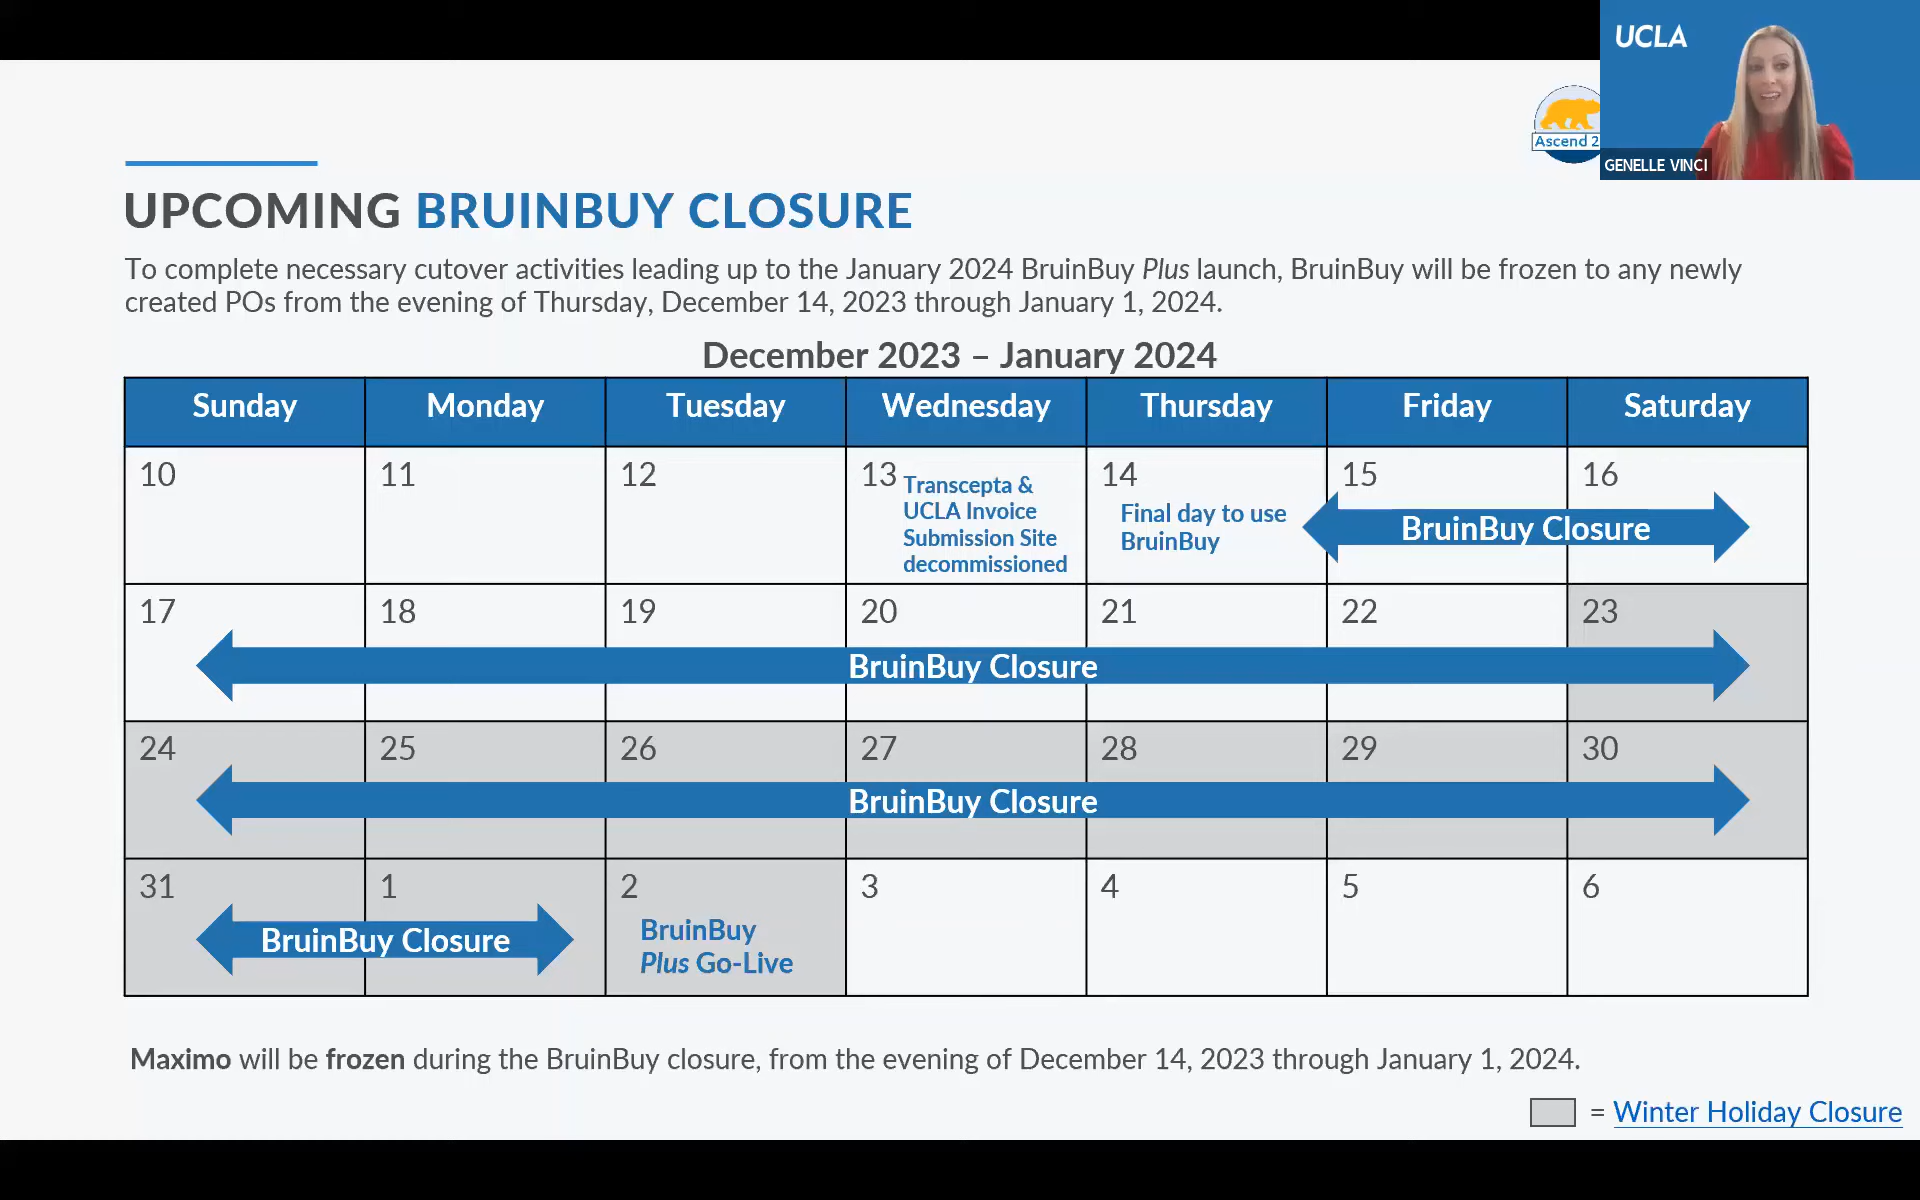 UCLA
Ascend 2
GENELLE VINCI
UPCOMING BRUINBUY CLOSURE
To complete necessary cutover activities leading up to the January 2024 BruinBuy Plus launch, BruinBuy will be frozen to any newly
created POs from the evening of Thursday, December 14, 2023 through January 1, 2024.
December 2023 – January 2024
Sunday Monday Tuesday Wednesday Thursday Friday Saturday
10 11 12 13 14 15 16
Transcepta &
UCLA Invoice
Submission Site
decommissioned
Final day to use
BruinBuy
BruinBuy Closure
17 18 19 20 21 22 23
BruinBuy Closure
24 25 26 27 28 29 30
BruinBuy Closure
31 1 2 3 4 5 6
BruinBuy Closure
BruinBuy
Plus Go-Live
Maximo will be frozen during the BruinBuy closure, from the evening of December 14, 2023 through January 1, 2024.
= Winter Holiday Closure